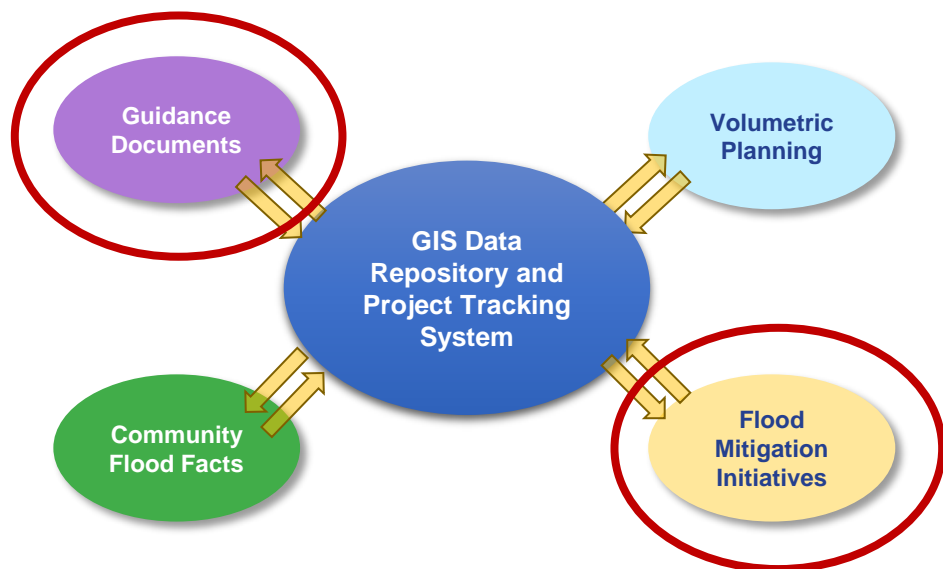 Guidance
Documents
Volumetric
Planning
GIS Data
Repository and
Project Tracking
System
Community
Flood Facts
Flood
Mitigation
Initiatives